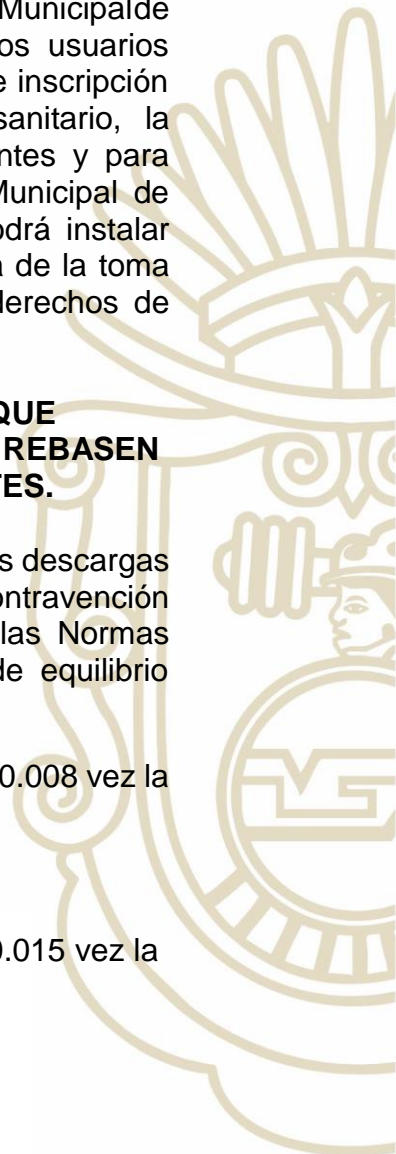 Municipalde
os usuarios
e inscripción
sanitario, la
ntes y para
Municipal de
odrá instalar
a de la toma
derechos de
QUE
REBASEN
TES.
s descargas
ontravención
las Normas
de equilibrio
0.008 vez la
0.015 vez la